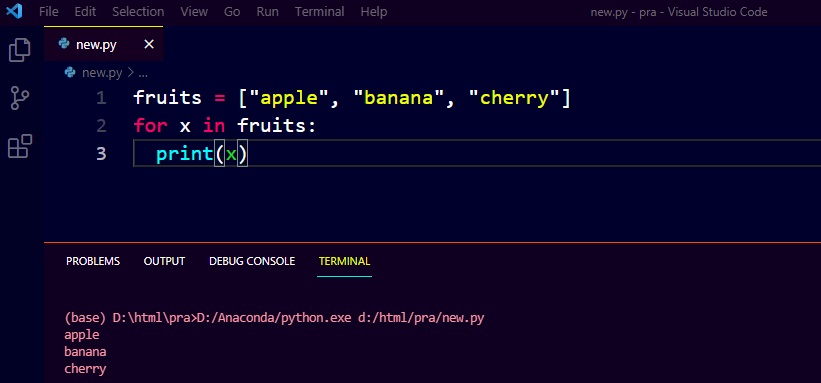 File Edit Selection View Go Run Terminal Help new.py - pra - Visual Studio Code
new.py ×
new.py > ...
1 fruits = ["apple", "banana", "cherry"]
2 for x in fruits:
3   print(x)
PROBLEMS OUTPUT DEBUG CONSOLE TERMINAL
(base) D:\html\pra>D:/Anaconda/python.exe d:/html/pra/new.py
apple
banana
cherry